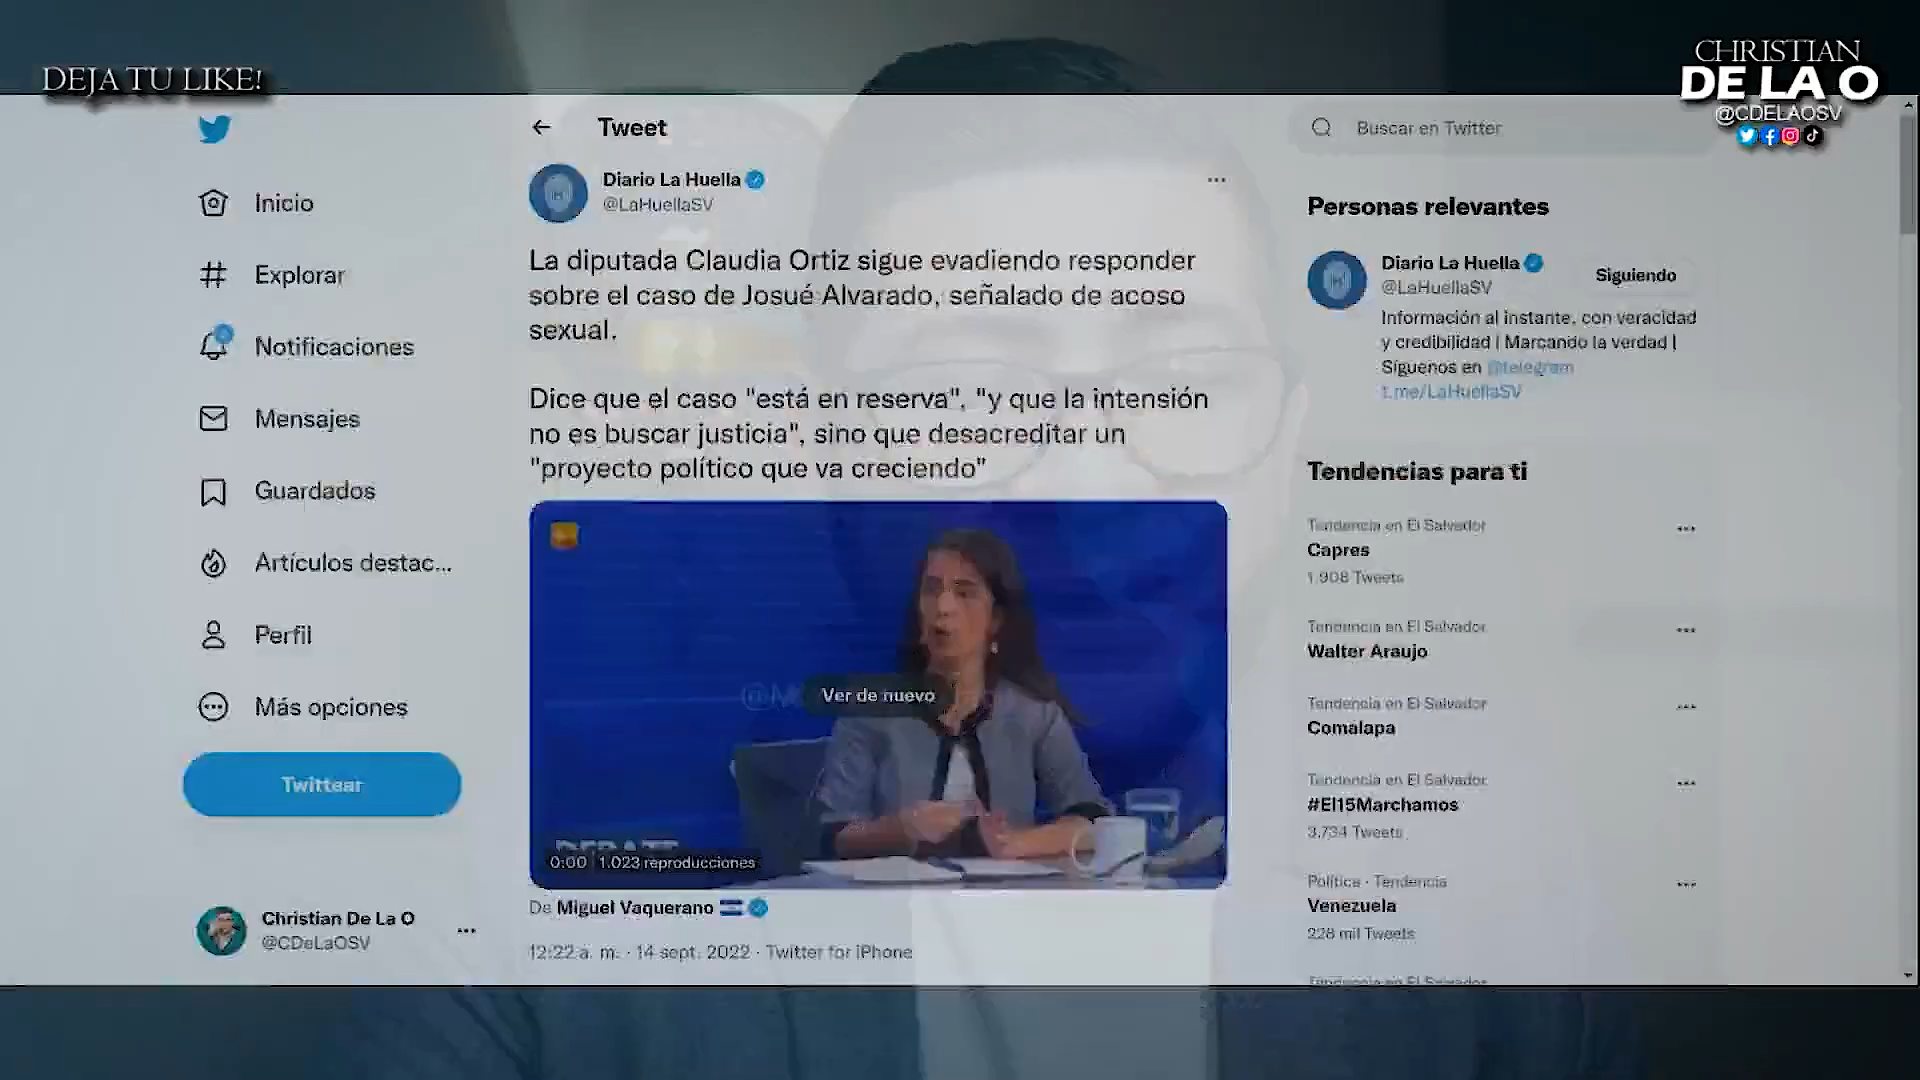 DEJA TU LIKE!
CHRISTIAN
DE LA O
@CDELAOSV
Inicio
Explorar
Notificaciones
Mensajes
Guardados
Artículos destac...
Perfil
Más opciones
Twittear
Christian De La O
@CDeLaOSV
Tweet
Diario La Huella
@LaHuellaSV
La diputada Claudia Ortiz sigue evadiendo responder
sobre el caso de Josué Alvarado, señalado de acoso
sexual.
Dice que el caso "está en reserva", "y que la intensión
no es buscar justicia", sino que desacreditar un
"proyecto político que va creciendo"
Ver de nuevo
DEBATE
0:00 1.023 reproducciones
De Miguel Vaquerano
12:22 a. m. · 14 sept. 2022 · Twitter for iPhone
Buscar en Twitter
Personas relevantes
Diario La Huella
@LaHuellaSV
Siguiendo
Información al instante, con veracidad
y credibilidad | Marcando la verdad |
Síguenos en @telegram
t.me/LaHuellaSV
Tendencias para ti
Tendencia en El Salvador
Capres
1.908 Tweets
Tendencia en El Salvador
Walter Araujo
Tendencia en El Salvador
Comalapa
Tendencia en El Salvador
#El15Marchamos
3.734 Tweets
Política · Tendencia
Venezuela
228 mil Tweets
Tendencia en El Salvador